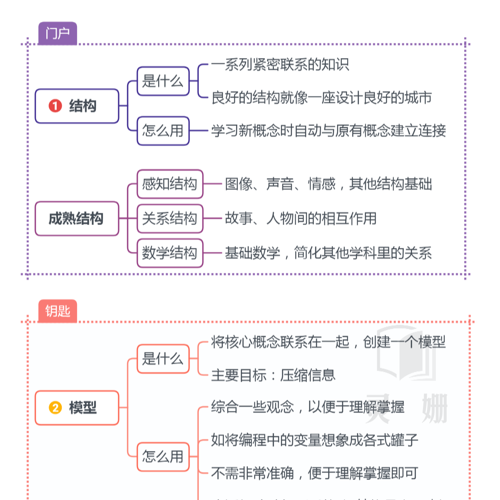 门户
是什么
一系列紧密联系的知识
良好的结构就像一座设计良好的城市
1 结构
怎么用
学习新概念时自动与原有概念建立连接
感知结构
图像、声音、情感，其他结构基础
成熟结构
关系结构
故事、人物间的相互作用
数学结构
基础数学，简化其他学科里的关系
钥匙
是什么
将核心概念联系在一起，创建一个模型
主要目标：压缩信息
2 模型
怎么用
综合一些观念，以便于理解掌握
如将编程中的变量想象成各式罐子
不需非常准确，便于理解掌握即可
灵姗